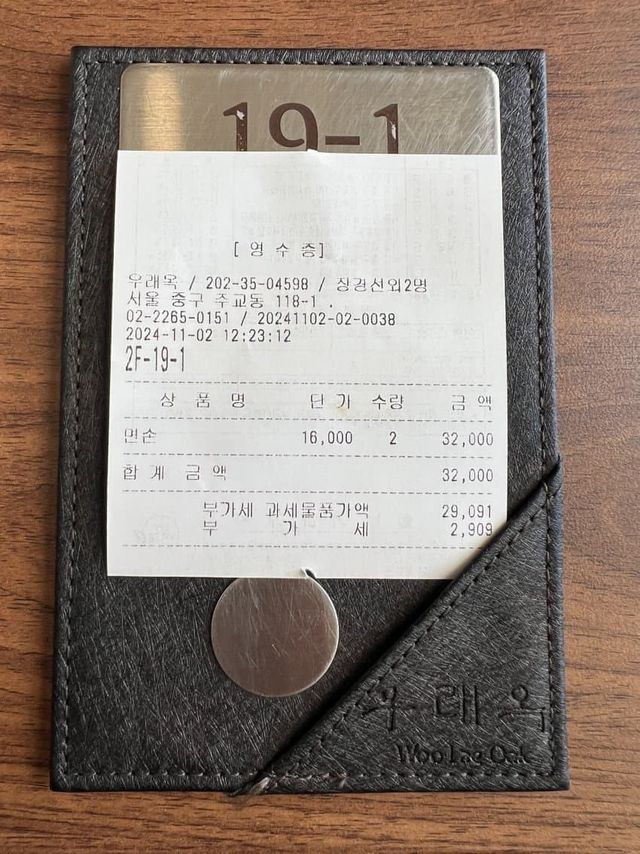 19-1
[ 영 수 증]
우래옥 / 202-35-04598 / 장경선외2명
서울 중구 주교동 118-1 .
02-2265-0151 / 20241102-02-0038
2024-11-02 12:23:12
2F-19-1
상 품 명 단 가 수량 금 액
면손 16,000 2 32,000
합 계 금 액 32,000
부가세 과세물품가액 29,091
부 가 세 2,909
우래옥
Woo Lae Oak